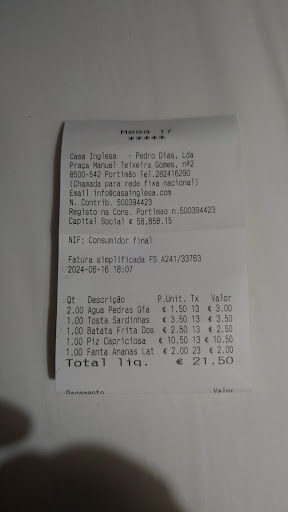 Mesa 17
*****
Casa Inglesa - Pedro Dias, Lda
Praça Manuel Teixeira Gomes, nº2
8500-542 Portimão Tel.282416290
(Chamada para rede fixa nacional)
Email info@casainglesa.com
N. Contrib. 500394423
Registo na Cons. Portimao n.500394423
Capital Social € 58,858.15
NIF: Consumidor final
Fatura simplificada FS A241/33763
2024-06-16 18:07
Qt Descrição P.Unit. Tx Valor
2.00 Agua Pedras Gfa € 1.50 13 € 3.00
1.00 Tosta Sardinhas € 3.50 13 € 3.50
1.00 Batata Frita Dos € 2.50 13 € 2.50
1.00 Piz Capriciosa € 10.50 13 € 10.50
1.00 Fanta Ananas Lat € 2.00 23 € 2.00
Total liq. € 21.50
Pagamento Valor